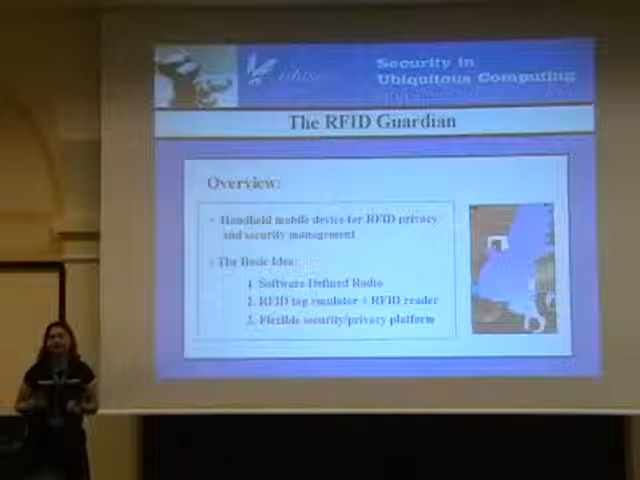 Security in
Ubiquitous Computing
The RFID Guardian
Overview:
• Handheld mobile device for RFID privacy
and security management
• The Basic Idea:
1. Software Defined Radio
2. RFID tag emulator + RFID reader
3. Flexible security/privacy platform